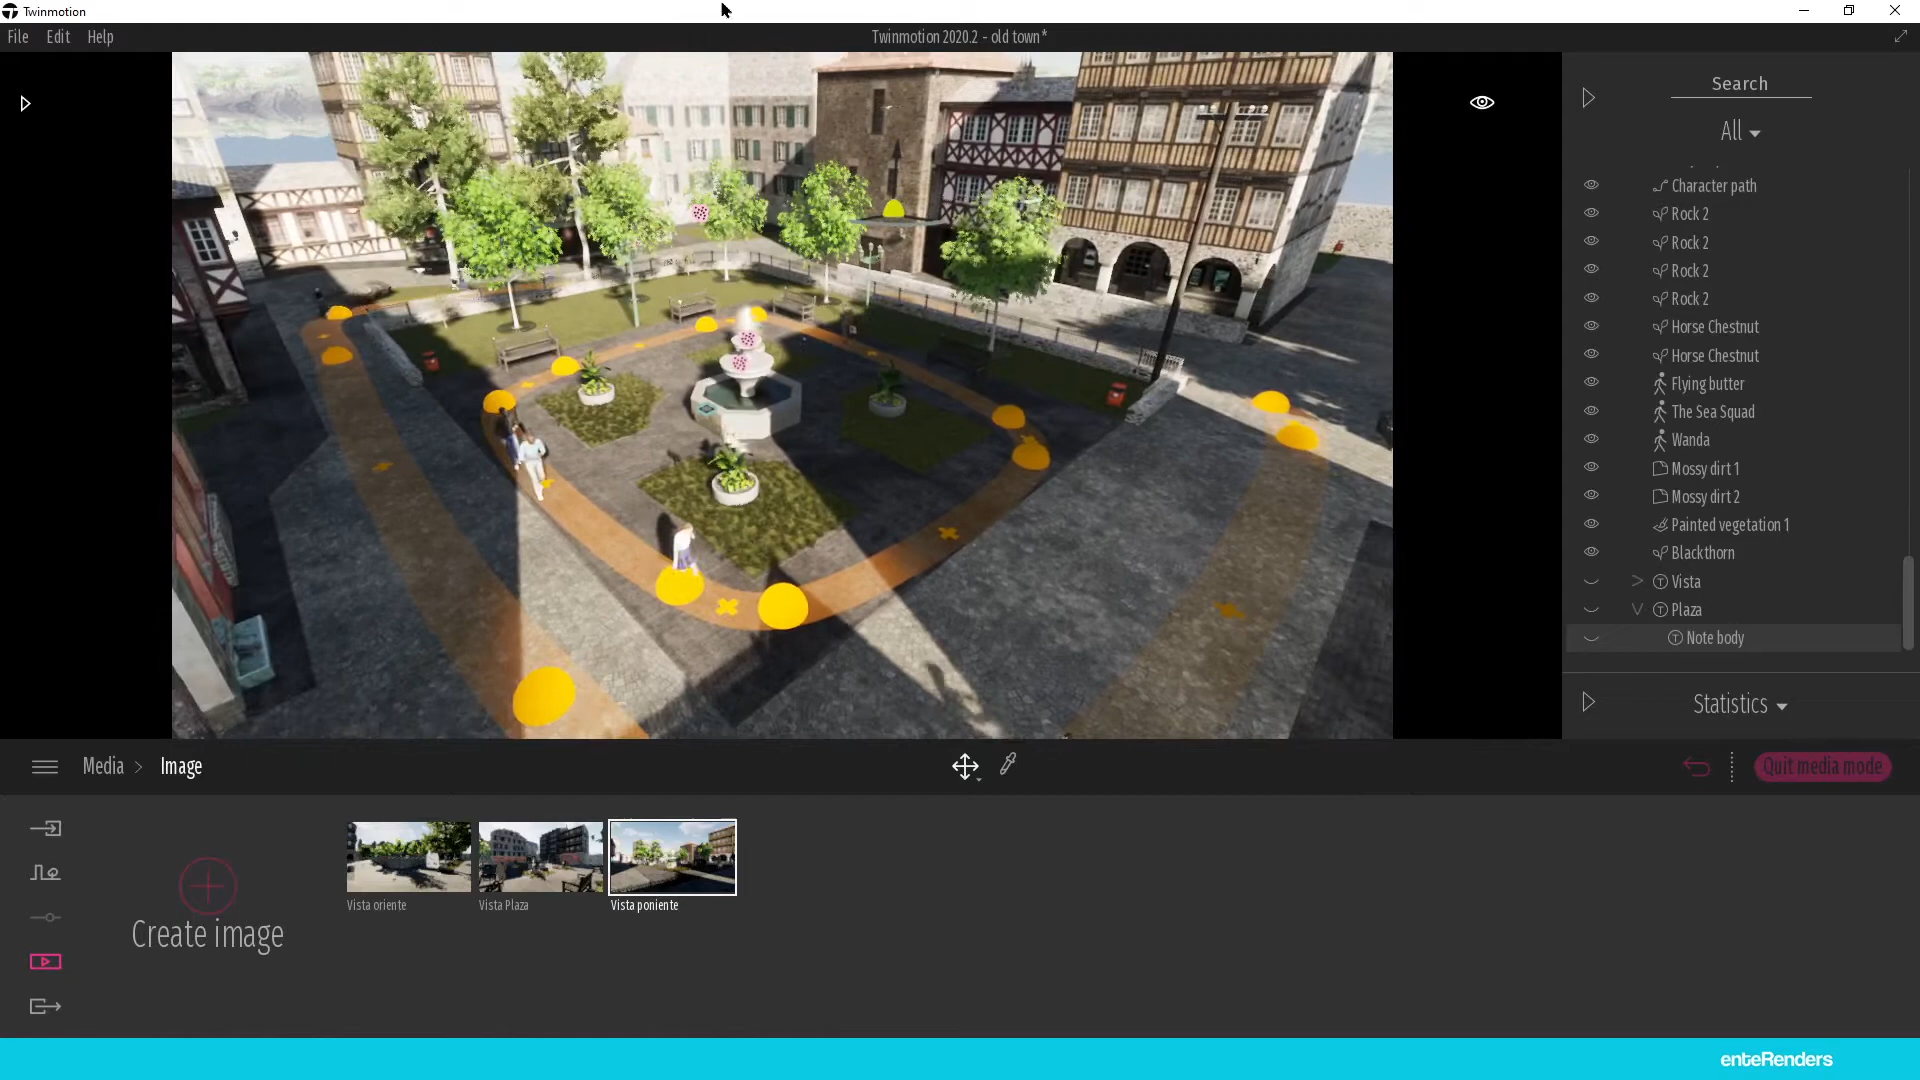 Twinmotion
File Edit Help
Twinmotion 2020.2 - old town*
Search
All
Character path
Rock 2
Rock 2
Rock 2
Rock 2
Horse Chestnut
Horse Chestnut
Flying butter
The Sea Squad
Wanda
Mossy dirt 1
Mossy dirt 2
Painted vegetation 1
Blackthorn
Vista
Plaza
Note body
Statistics
Media > Image
Quit media mode
Create image
Vista oriente
Vista Plaza
Vista poniente
enteRenders